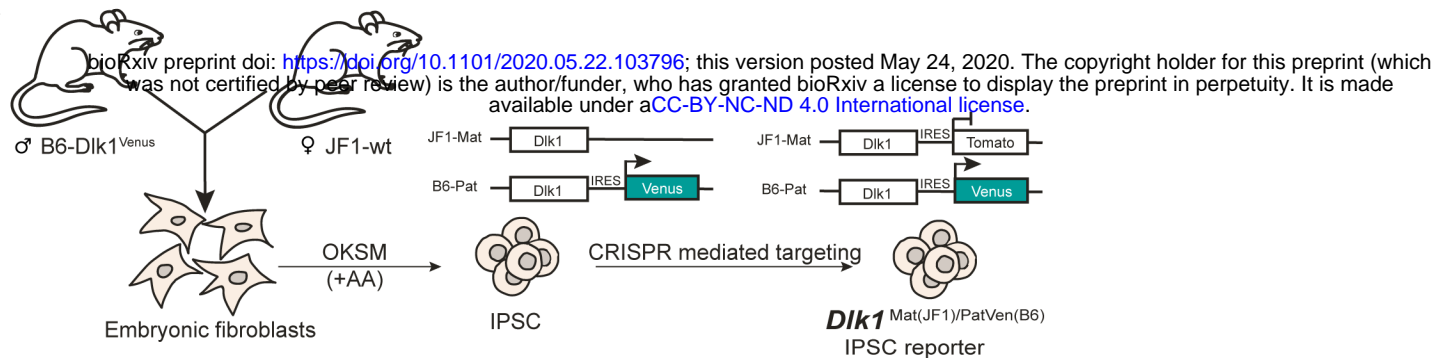 bioRxiv preprint doi: https://doi.org/10.1101/2020.05.22.103796; this version posted May 24, 2020. The copyright holder for this preprint (which
was not certified by peer review) is the author/funder, who has granted bioRxiv a license to display the preprint in perpetuity. It is made
available under aCC-BY-NC-ND 4.0 International license.
♂ B6-Dlk1Venus
♀ JF1-wt
JF1-Mat Dlk1
B6-Pat Dlk1 IRES Venus
JF1-Mat Dlk1 IRES Tomato
B6-Pat Dlk1 IRES Venus
OKSM
(+AA)
CRISPR mediated targeting
Embryonic fibroblasts
IPSC
Dlk1 Mat(JF1)/PatVen(B6)
IPSC reporter